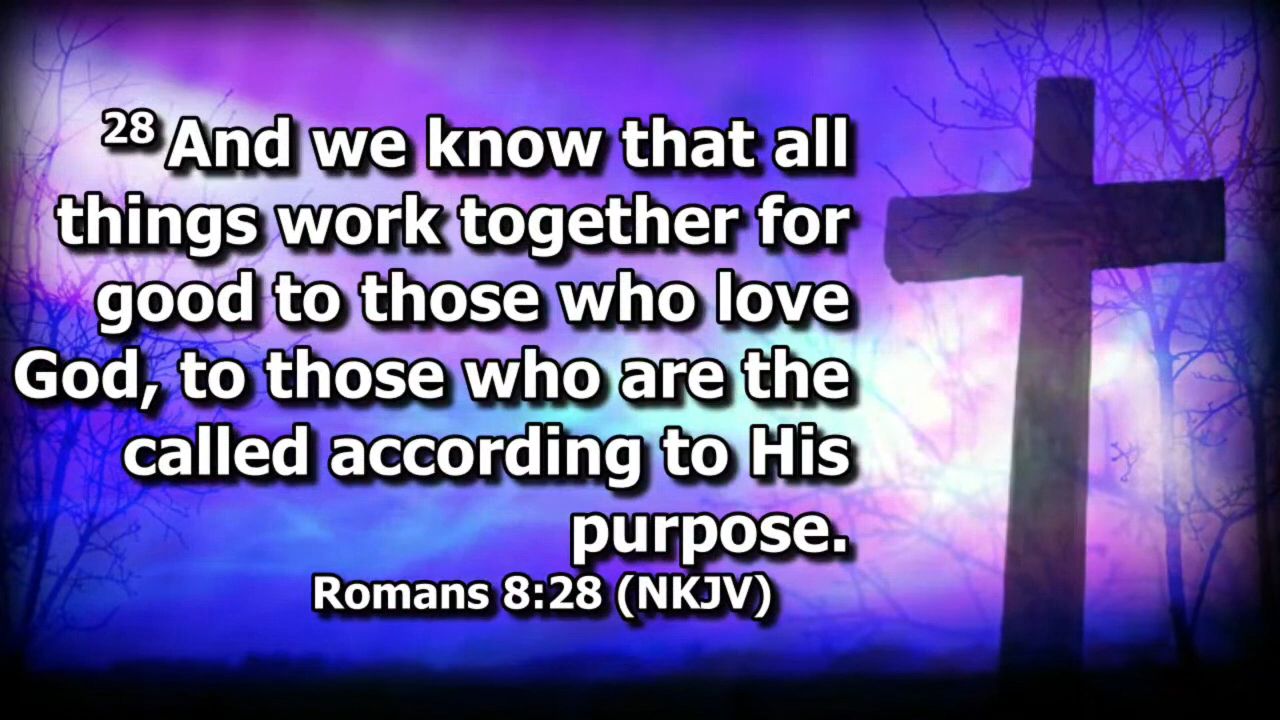 28 And we know that all
things work together for
good to those who love
God, to those who are the
called according to His
purpose.
Romans 8:28 (NKJV)